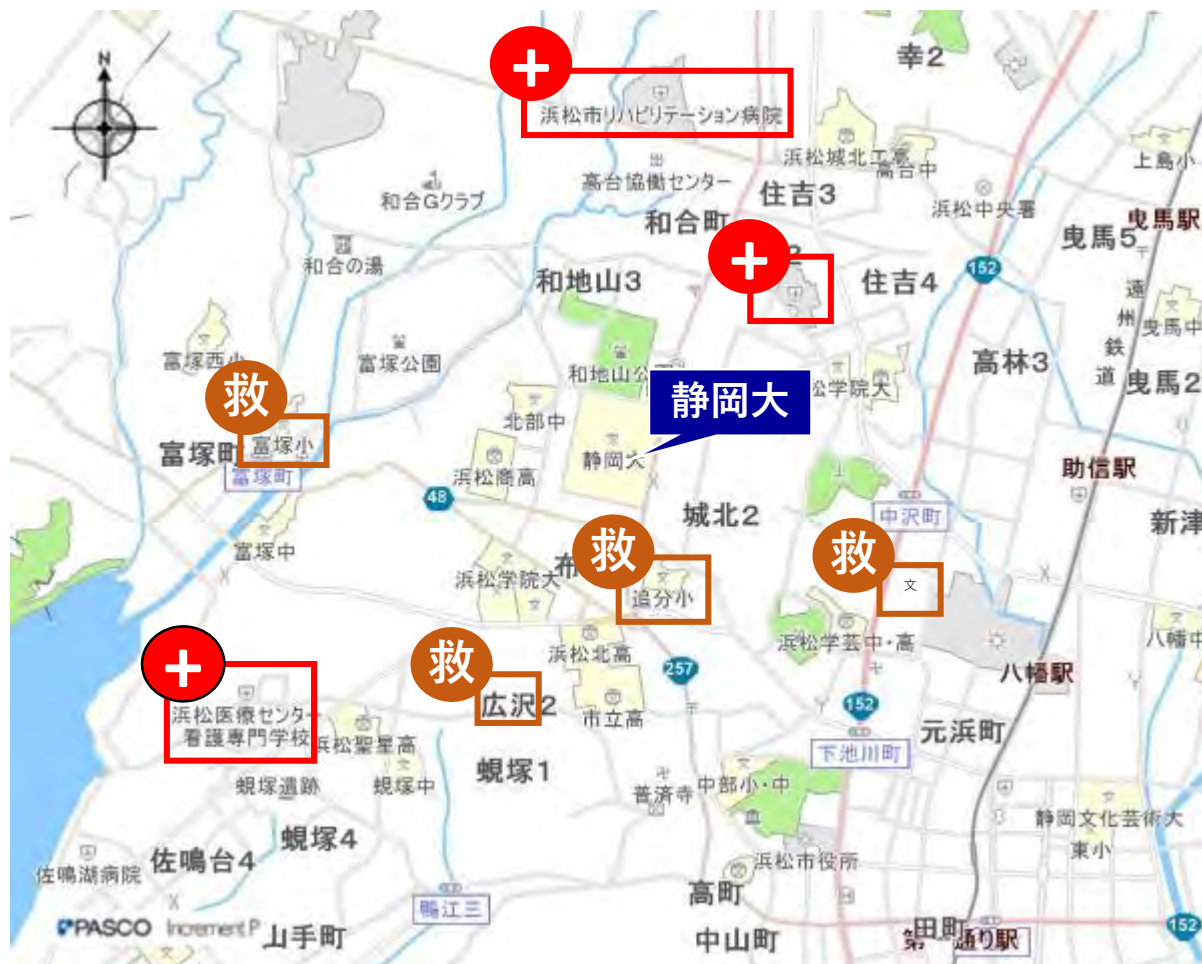 N
幸2
浜松市リハビリテーション病院
浜松城北工高
高台中
上島小
高台協働センター
住吉3
浜松中央署
和合Gクラブ
和合町
曳馬5
曳馬駅
和合の湯
和地山3
2
住吉4
152
遠州鉄道
曳馬中
富塚西小
富塚公園
和地山公
高林3
曳馬2
静岡大
松学院大
救
北部中
富塚小
富塚町
富塚町
浜松商高
静岡大
助信駅
48
城北2
中沢町
新津
富塚中
救
救
浜松学院大
布
文
追分小
浜松学芸中・高
八幡中
浜松北高
救
257
八幡駅
広沢2
浜松医療センター
看護専門学校
浜松聖星高
市立高
152
元浜町
下池川町
蜆塚1
蜆塚遺跡
蜆塚中
普済寺
中部小・中
静岡文化芸術大
蜆塚4
東小
佐鳴湖病院
佐鳴台4
浜松市役所
高町
鴨江三
PASCO Increment P
山手町
中山町
田町
第
通り駅
152